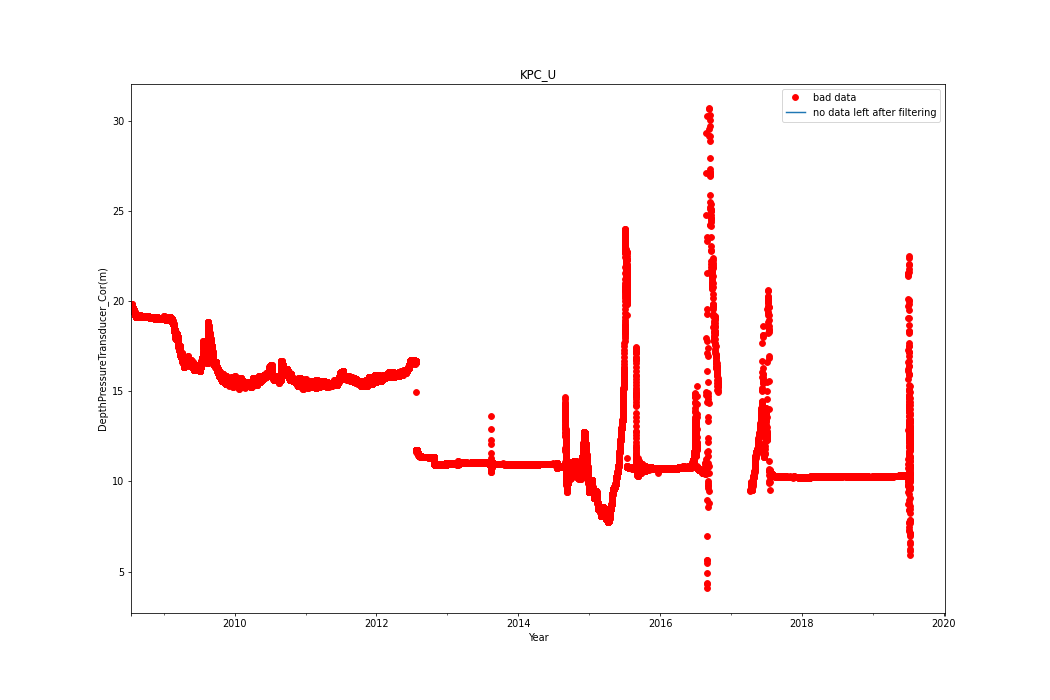 KPC_U
bad data
no data left after filtering
DepthPressureTransducer_Cor(m)
30
25
20
15
10
5
2010
2012
2014
2016
2018
2020
Year